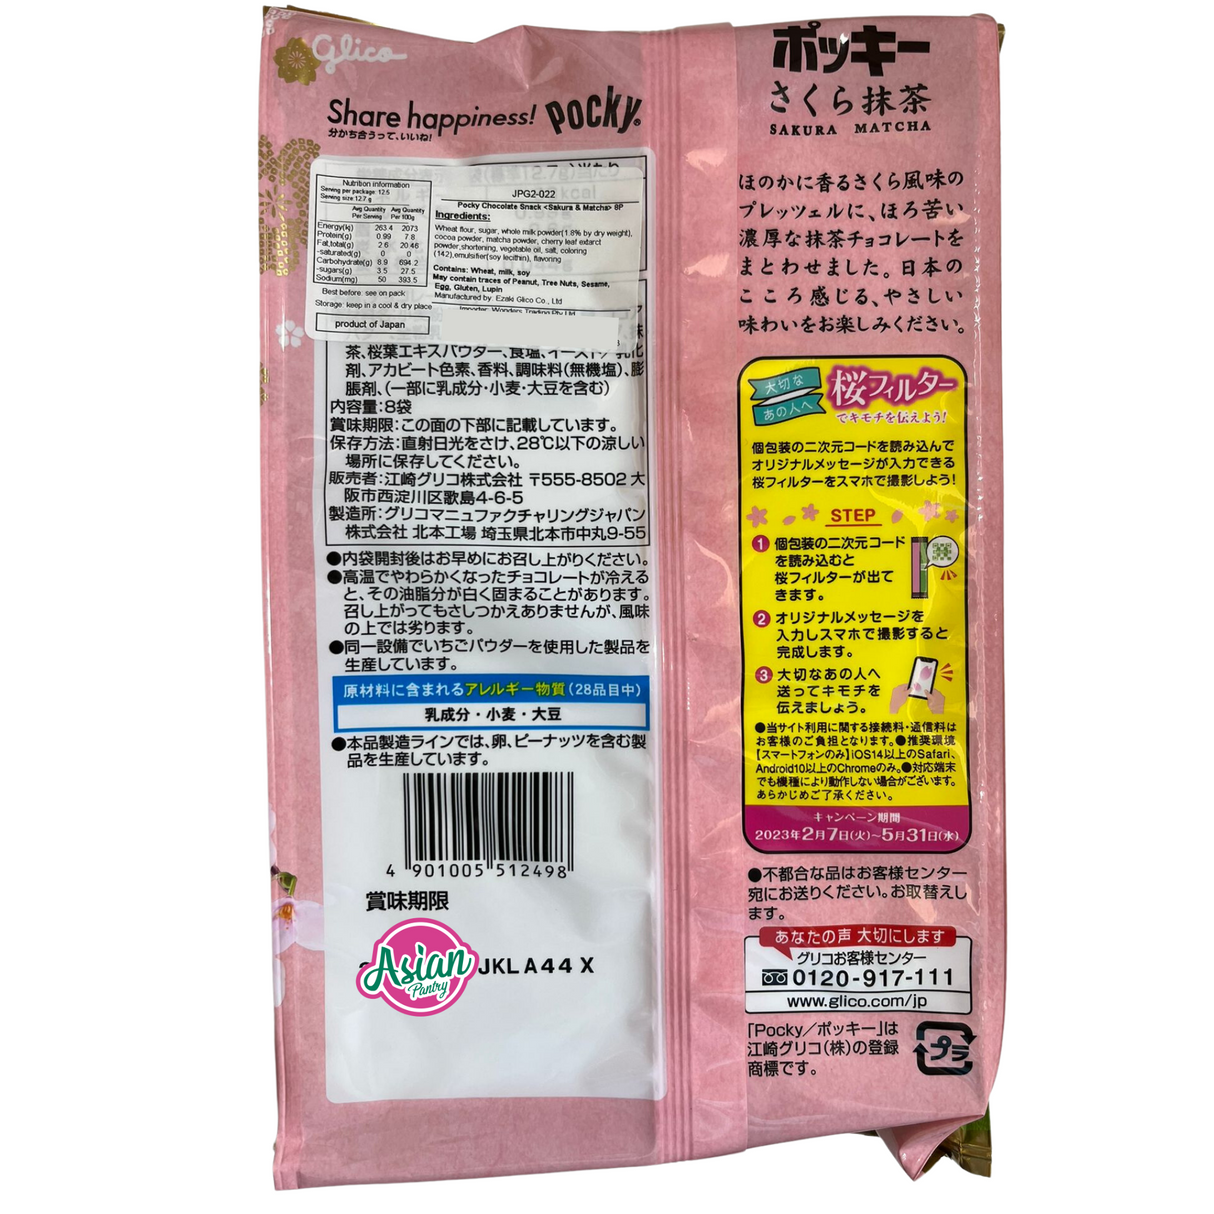 Glico
Share happiness! Pocky®
分かち合うって、いいね!
Nutrition information
Serving per package: 12.5
Serving size:12.7 g
Avg Quantity Avg Quantity
Per Serving Per 100g
Energy(kj) 263.4 2073
Protein(g) 0.99 7.8
Fat,total(g) 2.6 20.46
-saturated(g) 0 0
Carbohydrate(g) 8.9 694.2
-sugars(g) 3.5 27.5
Sodium(mg) 50 393.5
Best before: see on pack
Storage: keep in a cool & dry place
product of Japan
JPG2-022
Pocky Chocolate Snack <Sakura & Matcha> 8P
Ingredients:
Wheat flour, sugar, whole milk powder(1.8% by dry weight),
cocoa powder, matcha powder, cherry leaf extarct
powder,shortening, vegetable oil, salt, coloring
(142),emulsifier(soy lecithin), flavoring
Contains: Wheat, milk, soy
May contain traces of Peanut, Tree Nuts, Sesame,
Egg, Gluten, Lupin
Manufactured by: Ezaki Glico Co., Ltd
Importer: Wonders Trading Pty Ltd
茶、桜葉エキスパウダー、食塩、イースト/乳化
剤、アカビート色素、香料、調味料(無機塩)、膨
脹剤、(一部に乳成分・小麦・大豆を含む)
内容量:8袋
賞味期限:この面の下部に記載しています。
保存方法:直射日光をさけ、28℃以下の涼しい
場所に保存してください。
販売者:江崎グリコ株式会社 〒555-8502 大
阪市西淀川区歌島4-6-5
製造所:グリコマニュファクチャリングジャパン
株式会社 北本工場 埼玉県北本市中丸9-55
●内袋開封後はお早めにお召し上がりください。
●高温でやわらかくなったチョコレートが冷える
と、その油脂分が白く固まることがあります。
召し上がってもさしつかえありませんが、風味
の上では劣ります。
●同一設備でいちごパウダーを使用した製品を
生産しています。
原材料に含まれるアレルギー物質(28品目中)
乳成分・小麦・大豆
●本品製造ラインでは、卵、ピーナッツを含む製
品を生産しています。
4 901005 512498
賞味期限
JKL A44 X
Asian
Pantry
ポッキー
さくら抹茶
SAKURA MATCHA
ほのかに香るさくら風味の
プレッツェルに、ほろ苦い
濃厚な抹茶チョコレートを
まとわせました。日本の
こころ感じる、やさしい
味わいをお楽しみください。
大切な
あの人へ
桜フィルター
でキモチを伝えよう!
個包装の二次元コードを読み込んで
オリジナルメッセージが入力できる
桜フィルターをスマホで撮影しよう!
STEP
1 個包装の二次元コード
を読み込むと
桜フィルターが出て
きます。
2 オリジナルメッセージを
入力しスマホで撮影すると
完成します。
3 大切なあの人へ
送ってキモチを
伝えましょう。
●当サイト利用に関する接続料・通信料は
お客様のご負担となります。●推奨環境
【スマートフォンのみ】iOS14以上のSafari、
Android10以上のChromeのみ。●対応端末
でも機種により動作しない場合がございます。
あらかじめご了承ください。
キャンペーン期間
2023年2月7日(火)~5月31日(水)
●不都合な品はお客様センター
宛にお送りください。お取替えし
ます。
あなたの声 大切にします
グリコお客様センター
0120-917-111
www.glico.com/jp
「Pocky/ポッキー」は
江崎グリコ(株)の登録
商標です。
プラ